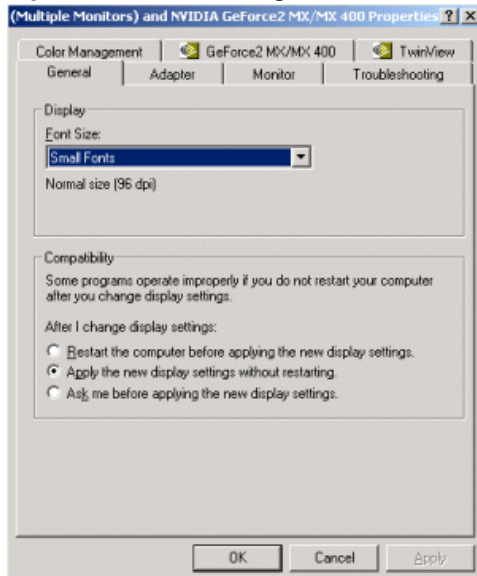 (Multiple Monitors) and NVIDIA GeForce2 MX/MX 400 Properties ? X
Color Management GeForce2 MX/MX 400 TwinView
General Adapter Monitor Troubleshooting
Display
Font Size:
Small Fonts
Normal size (96 dpi)
Compatibility
Some programs operate improperly if you do not restart your computer
after you change display settings.
After I change display settings:
Restart the computer before applying the new display settings.
Apply the new display settings without restarting.
Ask me before applying the new display settings.
OK Cancel Apply